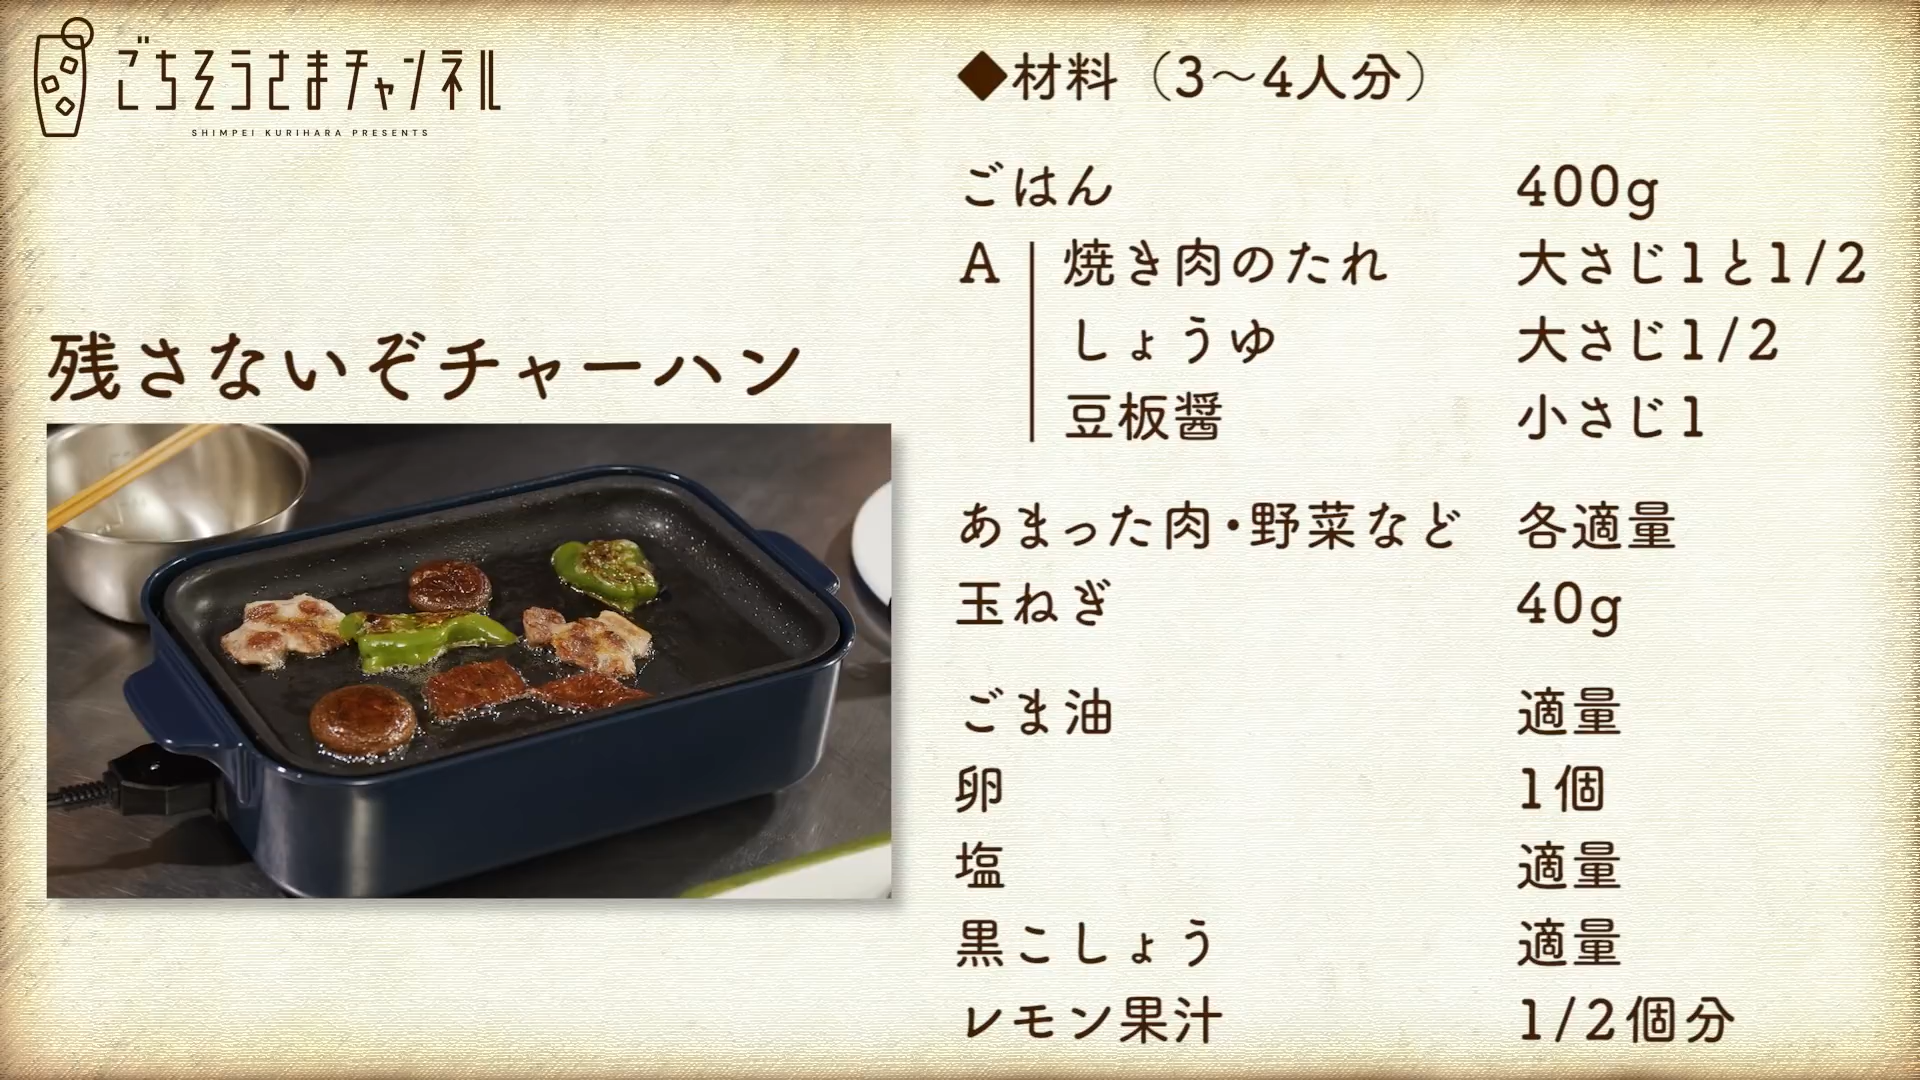 ごちそうさまチャンネル
SHIMPEI KURIHARA PRESENTS
残さないぞチャーハン
◆材料（3〜4人分）
ごはん 400g
A 焼き肉のたれ 大さじ1と1/2
しょうゆ 大さじ1/2
豆板醤 小さじ1
あまった肉・野菜など 各適量
玉ねぎ 40g
ごま油 適量
卵 1個
塩 適量
黒こしょう 適量
レモン果汁 1/2個分